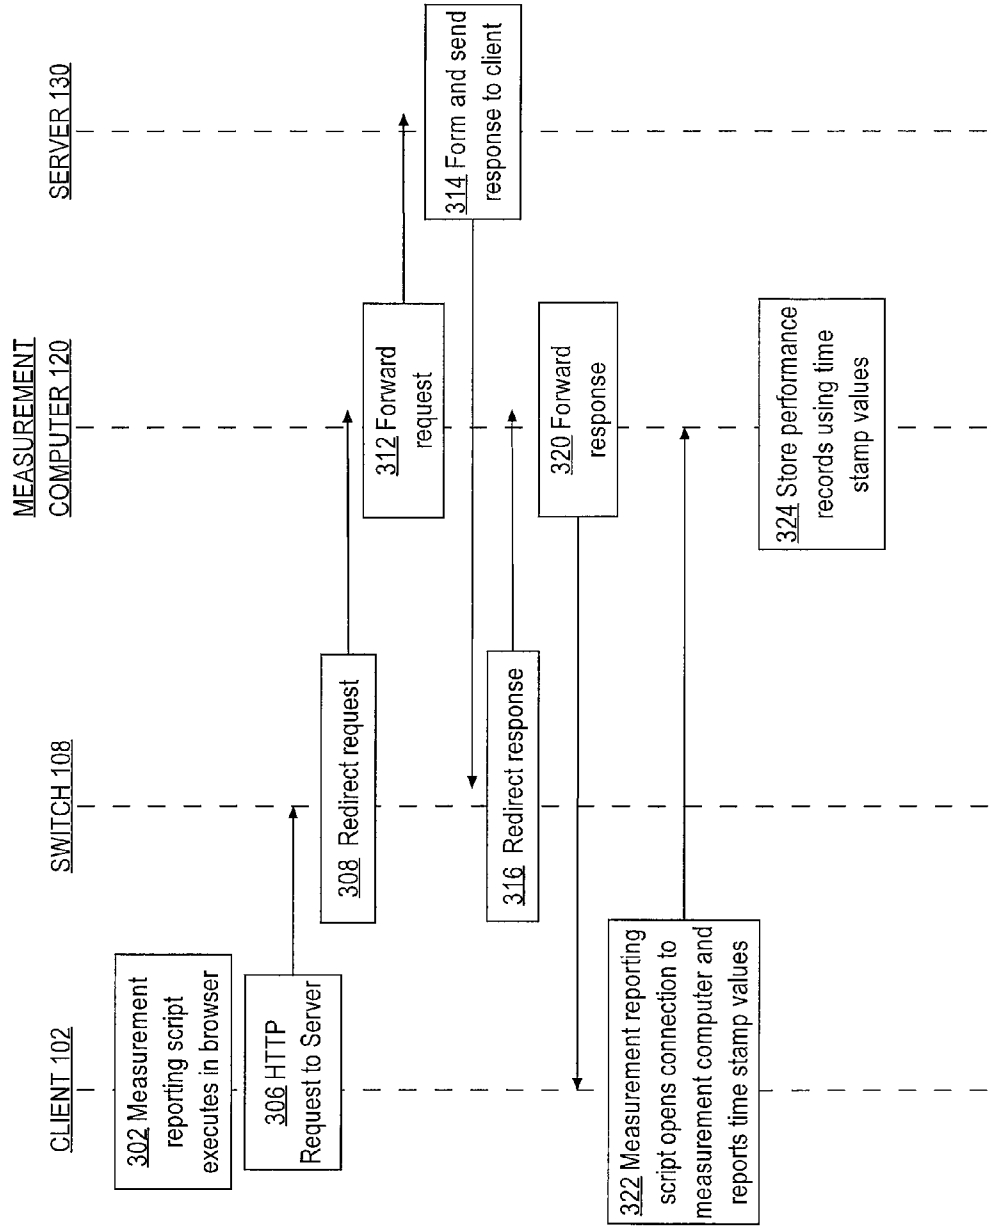 CLIENT 102
SWITCH 108
MEASUREMENT
COMPUTER 120
SERVER 130
302 Measurement
reporting script
executes in browser
306 HTTP
Request to Server
308 Redirect request
312 Forward
request
314 Form and send
response to client
316 Redirect response
320 Forward
response
322 Measurement reporting
script opens connection to
measurement computer and
reports time stamp values
324 Store performance
records using time
stamp values